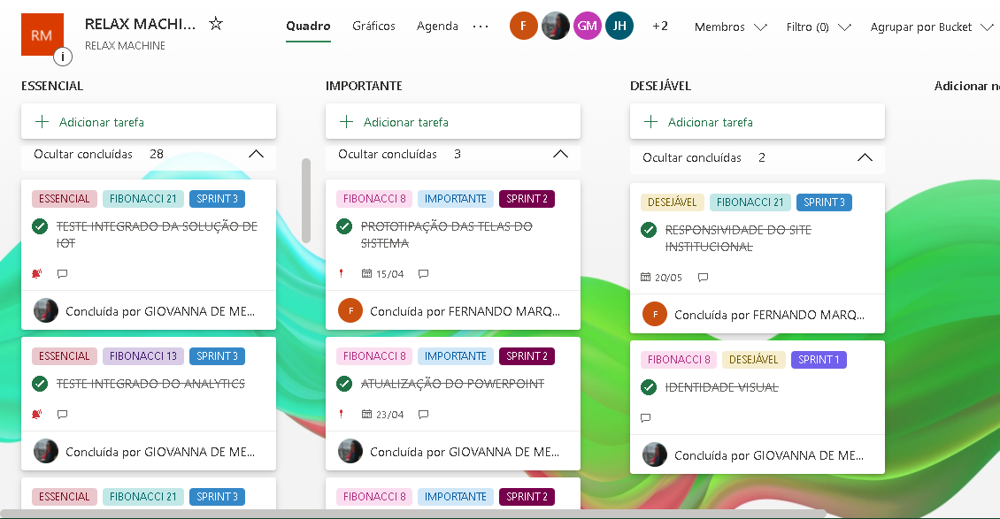 RM
RELAX MACHI...
RELAX MACHINE
i
Quadro
Gráficos
Agenda
...
F
GM
JH
+2
Membros
Filtro (0)
Agrupar por Bucket
ESSENCIAL
Adicionar tarefa
Ocultar concluídas 28
ESSENCIAL FIBONACCI 21 SPRINT 3
TESTE INTEGRADO DA SOLUÇÃO DE
IOT
Concluída por GIOVANNA DE ME...
ESSENCIAL FIBONACCI 13 SPRINT 3
TESTE INTEGRADO DO ANALYTICS
Concluída por GIOVANNA DE ME...
ESSENCIAL FIBONACCI 21 SPRINT 3
IMPORTANTE
Adicionar tarefa
Ocultar concluídas 3
FIBONACCI 8 IMPORTANTE SPRINT 2
PROTOTIPAÇÃO DAS TELAS DO
SISTEMA
15/04
F
Concluída por FERNANDO MARQ...
FIBONACCI 8 IMPORTANTE SPRINT 2
ATUALIZAÇÃO DO POWERPOINT
23/04
Concluída por GIOVANNA DE ME...
FIBONACCI 8 IMPORTANTE SPRINT 2
DESEJÁVEL
Adicionar tarefa
Ocultar concluídas 2
DESEJÁVEL FIBONACCI 21 SPRINT 3
RESPONSIVIDADE DO SITE
INSTITUCIONAL
20/05
F
Concluída por FERNANDO MARQ...
FIBONACCI 8 DESEJÁVEL SPRINT 1
IDENTIDADE VISUAL
Concluída por GIOVANNA DE ME...
Adicionar n